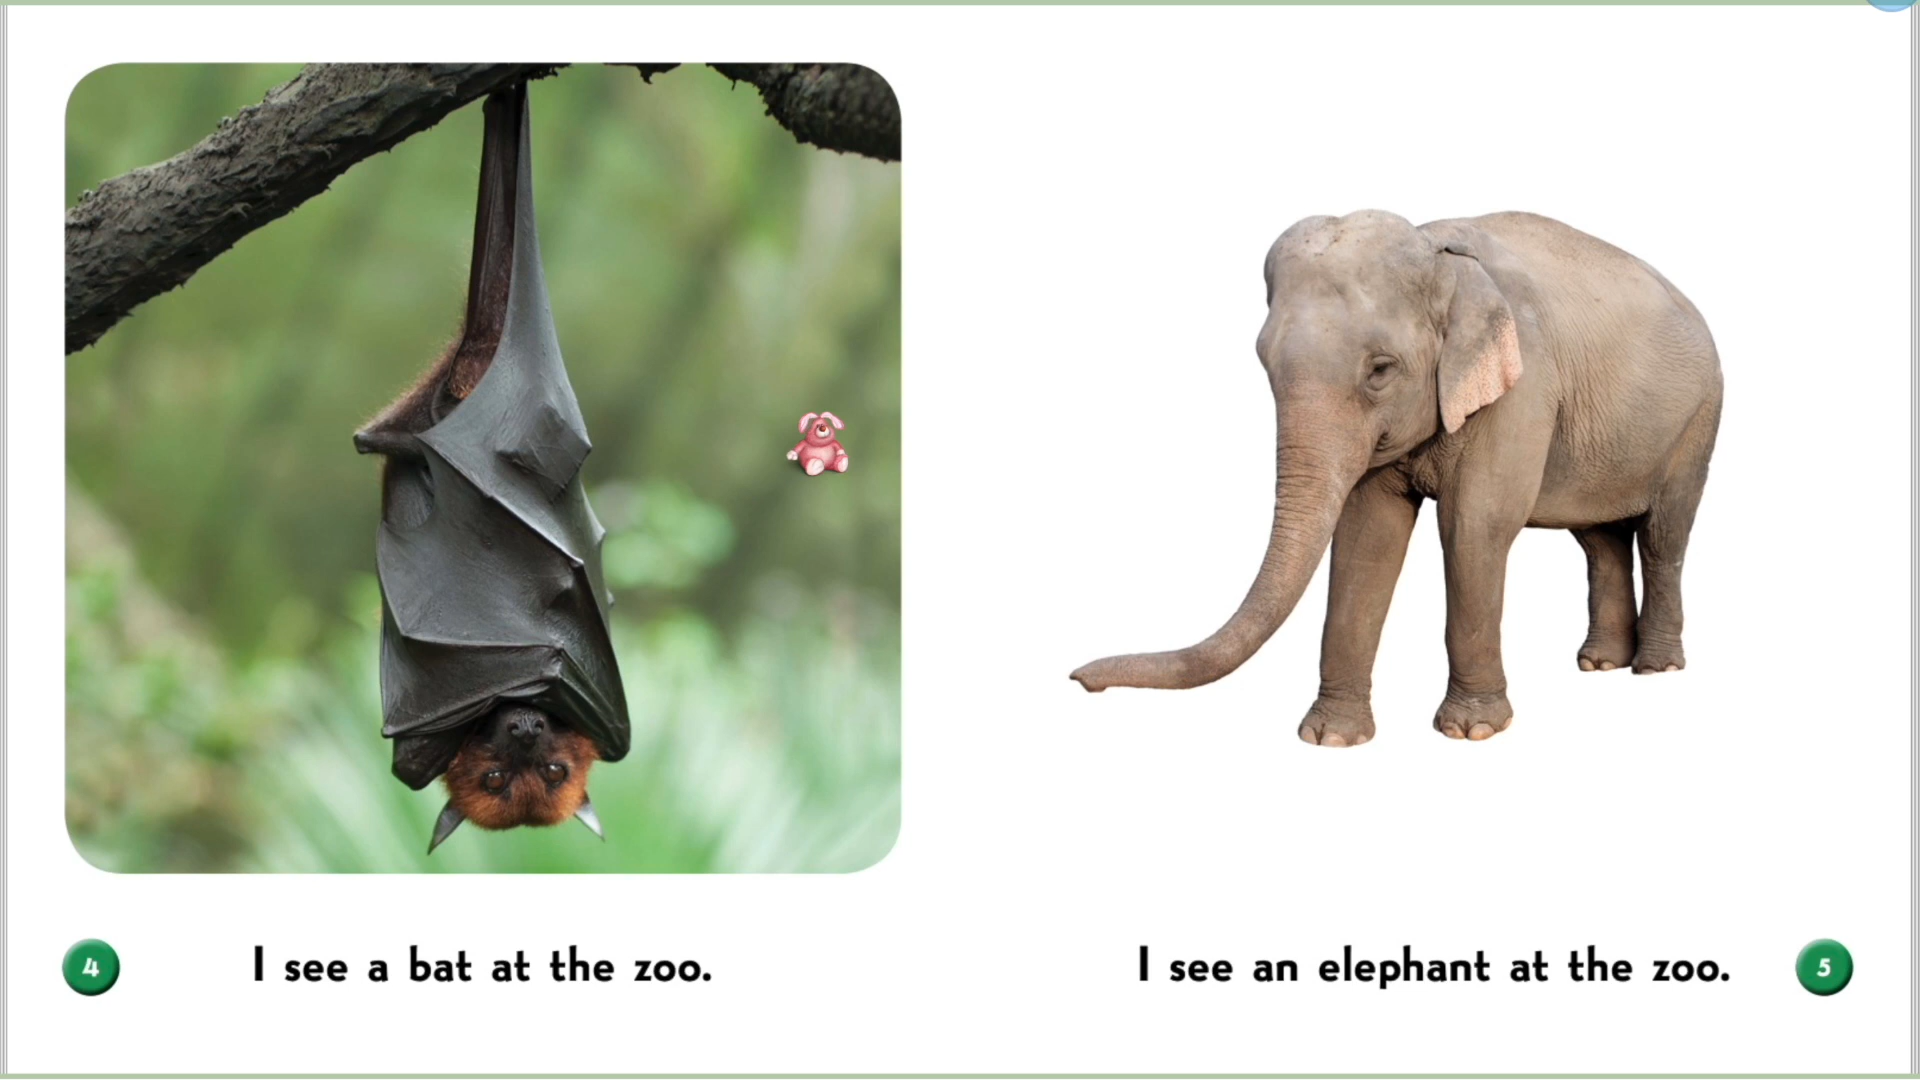 I see a bat at the zoo.
4
I see an elephant at the zoo.
5